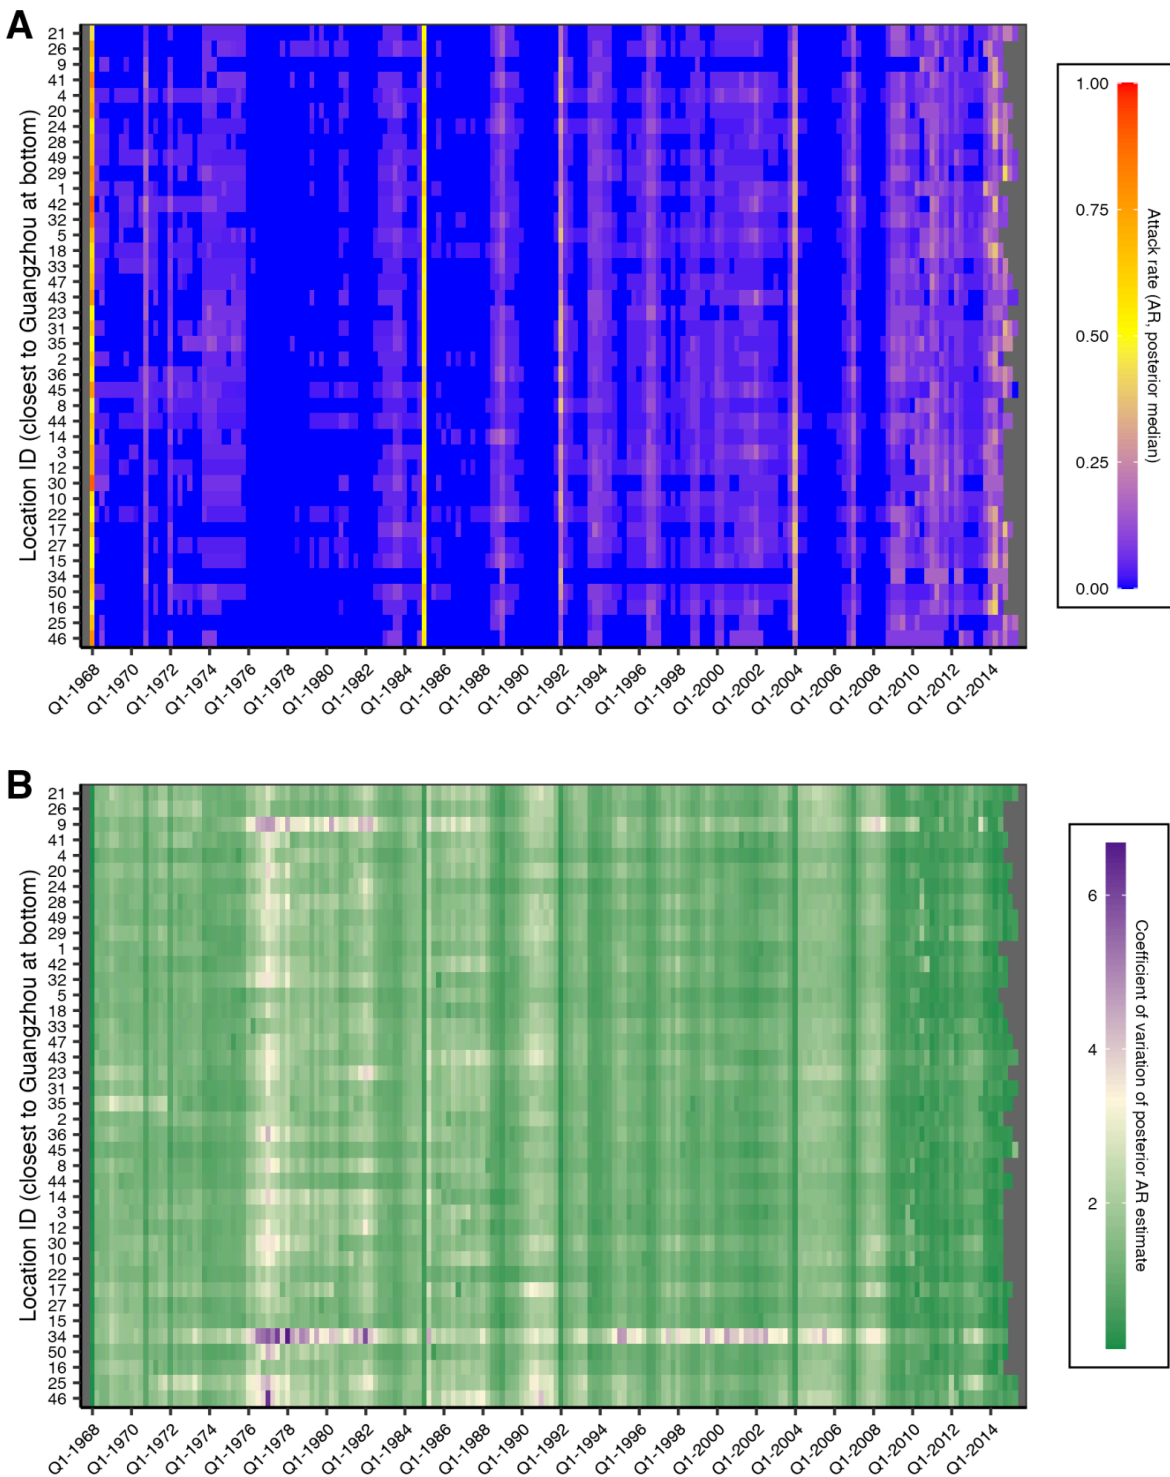 A
Location ID (closest to Guangzhou at bottom)
21
26
9
41
4
20
24
28
49
29
1
42
32
5
18
33
47
43
23
31
35
2
36
45
8
44
14
3
12
30
10
22
17
27
15
34
50
16
25
46
Q1-1968
Q1-1970
Q1-1972
Q1-1974
Q1-1976
Q1-1978
Q1-1980
Q1-1982
Q1-1984
Q1-1986
Q1-1988
Q1-1990
Q1-1992
Q1-1994
Q1-1996
Q1-1998
Q1-2000
Q1-2002
Q1-2004
Q1-2006
Q1-2008
Q1-2010
Q1-2012
Q1-2014
1.00
0.75
0.50
0.25
0.00
Attack rate (AR, posterior median)
B
Location ID (closest to Guangzhou at bottom)
21
26
9
41
4
20
24
28
49
29
1
42
32
5
18
33
47
43
23
31
35
2
36
45
8
44
14
3
12
30
10
22
17
27
15
34
50
16
25
46
Q1-1968
Q1-1970
Q1-1972
Q1-1974
Q1-1976
Q1-1978
Q1-1980
Q1-1982
Q1-1984
Q1-1986
Q1-1988
Q1-1990
Q1-1992
Q1-1994
Q1-1996
Q1-1998
Q1-2000
Q1-2002
Q1-2004
Q1-2006
Q1-2008
Q1-2010
Q1-2012
Q1-2014
6
4
2
Coefficient of variation of posterior AR estimate